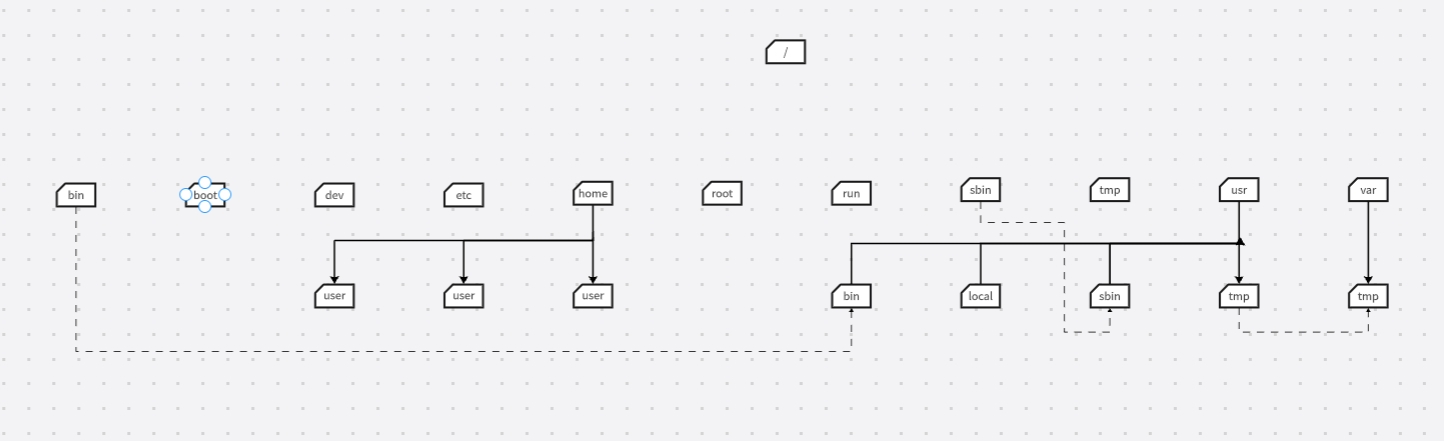 /
bin
boot
dev
etc
home
root
run
sbin
tmp
usr
var
user
user
user
bin
local
sbin
tmp
tmp